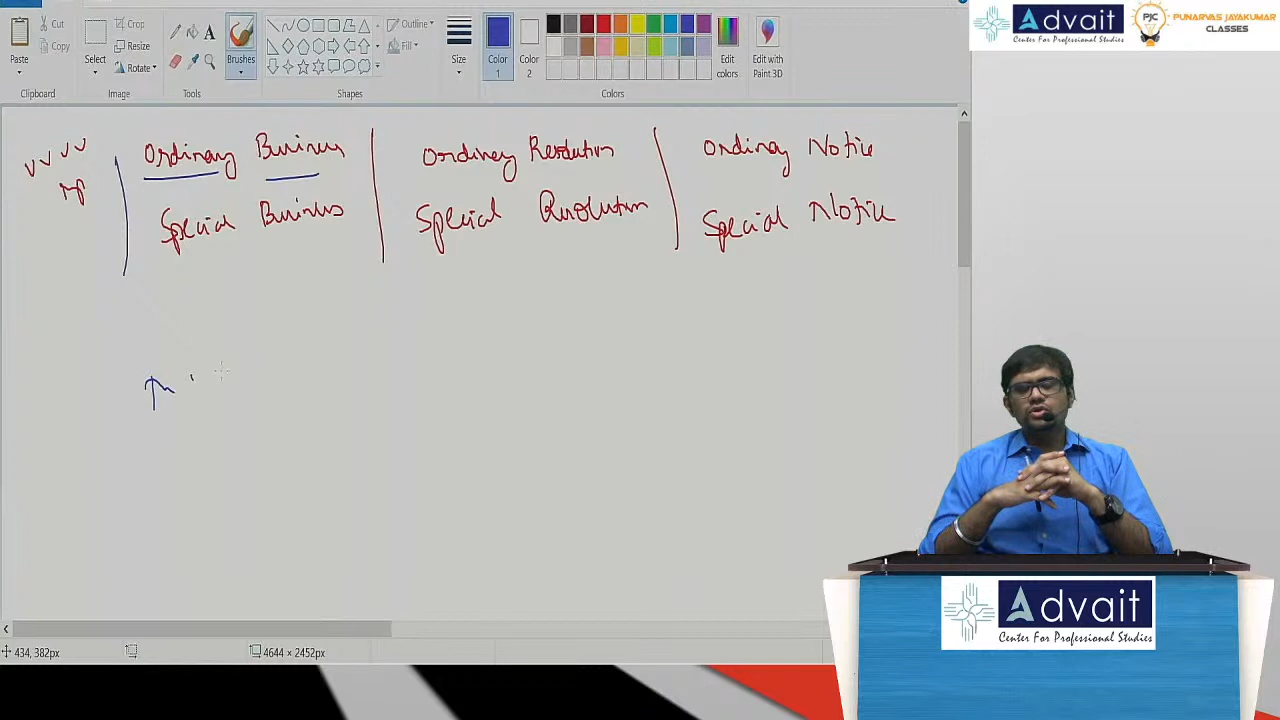 Cut
Crop
Outline
Copy
Resize
Fill
Paste
Select
Rotate
Brushes
Size
Color
1
Color
2
Edit
colors
Edit with
Paint 3D
Clipboard
Image
Tools
Shapes
Colors
Advait
Center For Professional Studies
PJC
PUNARVAS JAYAKUMAR
CLASSES
Ordinary Business
Ordinary Resolution
Ordinary Notice
Special Business
Special Resolution
Special Notice
434, 382px
Advait
Center For Professional Studies